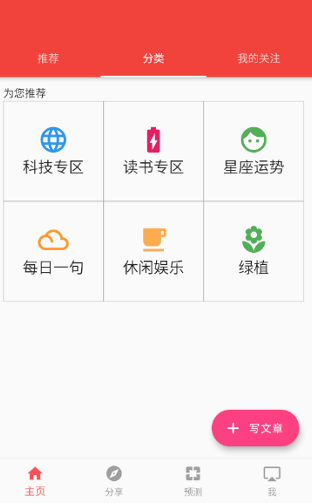 推荐 分类 我的关注
为您推荐
科技专区 读书专区 星座运势
每日一句 休闲娱乐 绿植
写文章
主页 分享 预测 我